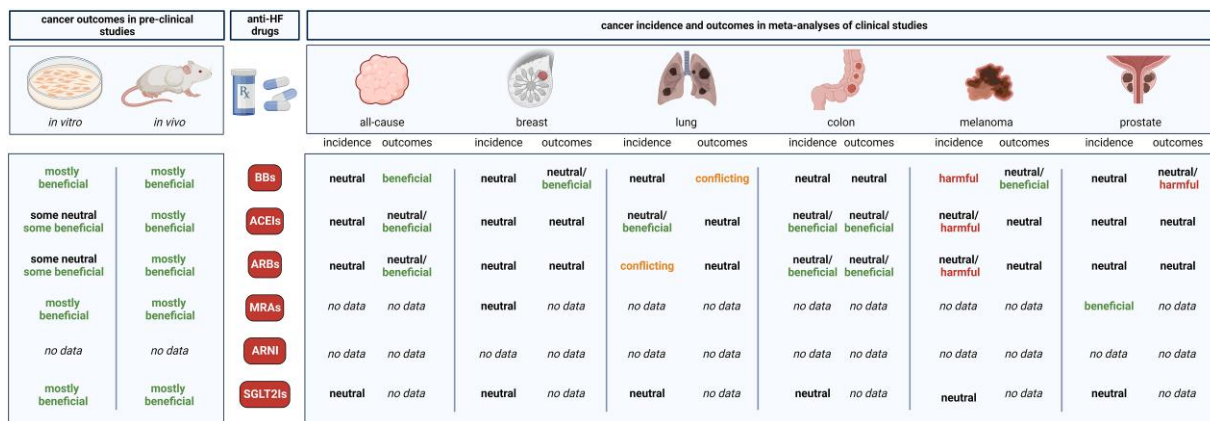 cancer outcomes in pre-clinical
studies
anti-HF
drugs
cancer incidence and outcomes in meta-analyses of clinical studies
Rx
in vitro
in vivo
all-cause
breast
lung
colon
melanoma
prostate
incidence outcomes incidence outcomes incidence outcomes incidence outcomes incidence outcomes incidence outcomes
mostly
beneficial
mostly
beneficial
BBs
neutral
beneficial
neutral
neutral/
beneficial
neutral
conflicting
neutral
neutral
harmful
neutral/
beneficial
neutral
neutral/
harmful
some neutral
some beneficial
mostly
beneficial
ACEIs
neutral
neutral/
beneficial
neutral
neutral
neutral/
beneficial
neutral
neutral/
beneficial
neutral/
beneficial
neutral/
harmful
neutral
neutral
neutral
some neutral
some beneficial
mostly
beneficial
ARBs
neutral
neutral/
beneficial
neutral
neutral
conflicting
neutral
neutral/
beneficial
neutral/
beneficial
neutral/
harmful
neutral
neutral
neutral
mostly
beneficial
mostly
beneficial
MRAs
no data
no data
neutral
no data
no data
no data
no data
no data
no data
no data
beneficial
no data
no data
no data
ARNI
no data
no data
no data
no data
no data
no data
no data
no data
no data
no data
no data
no data
mostly
beneficial
mostly
beneficial
SGLT2Is
neutral
no data
neutral
no data
neutral
no data
neutral
no data
neutral
no data
neutral
no data